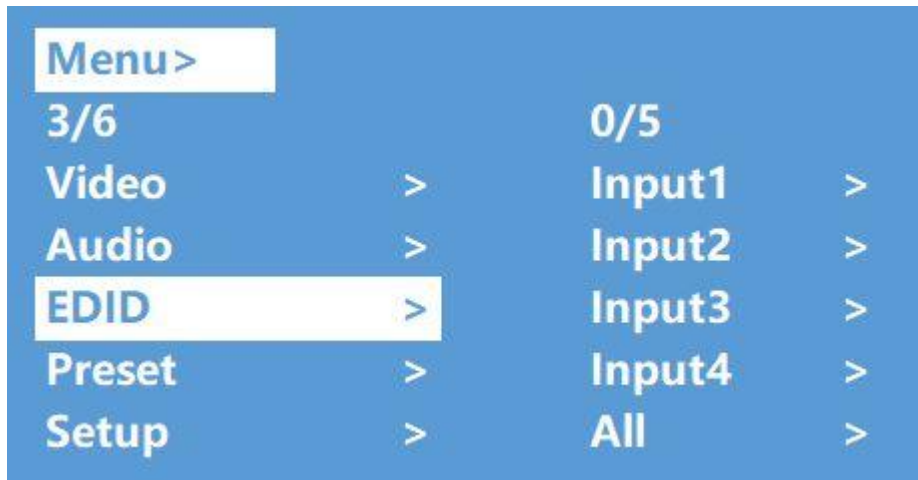 Menu>
3/6 0/5
Video > Input1 >
Audio > Input2 >
EDID > Input3 >
Preset > Input4 >
Setup > All >